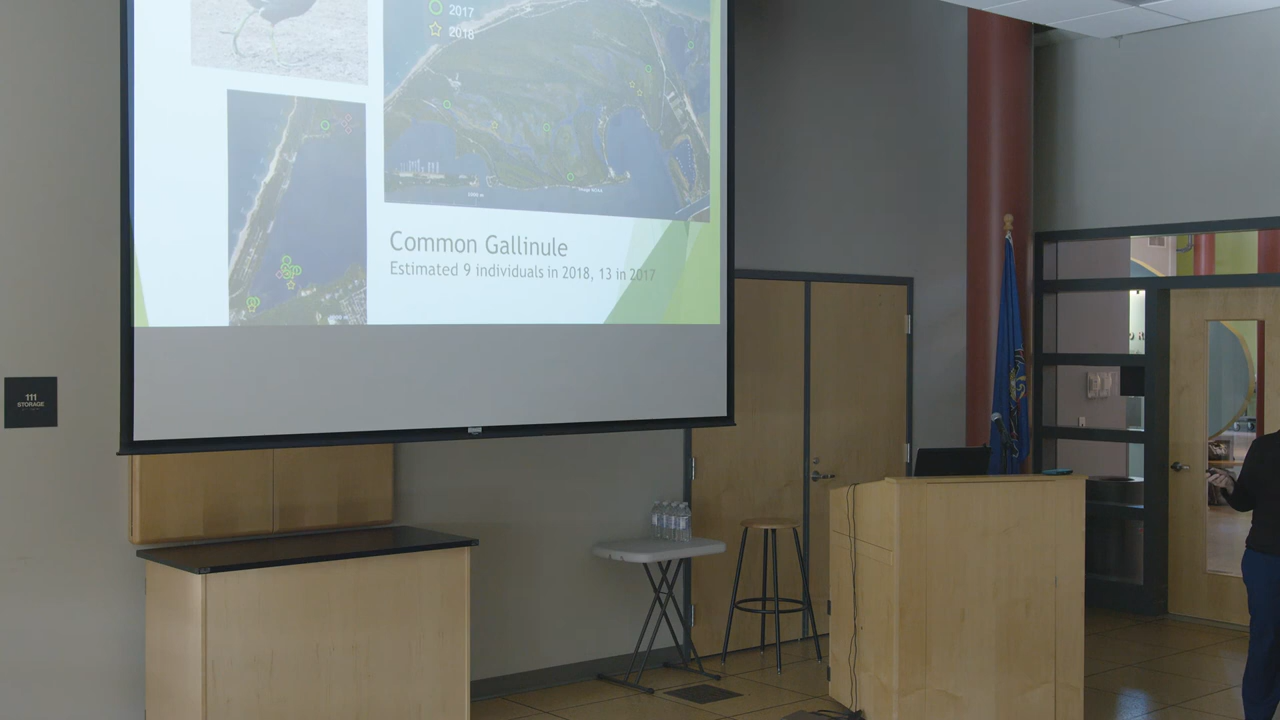 2017
2018
Common Gallinule
Estimated 9 individuals in 2018, 13 in 2017
111
STORAGE